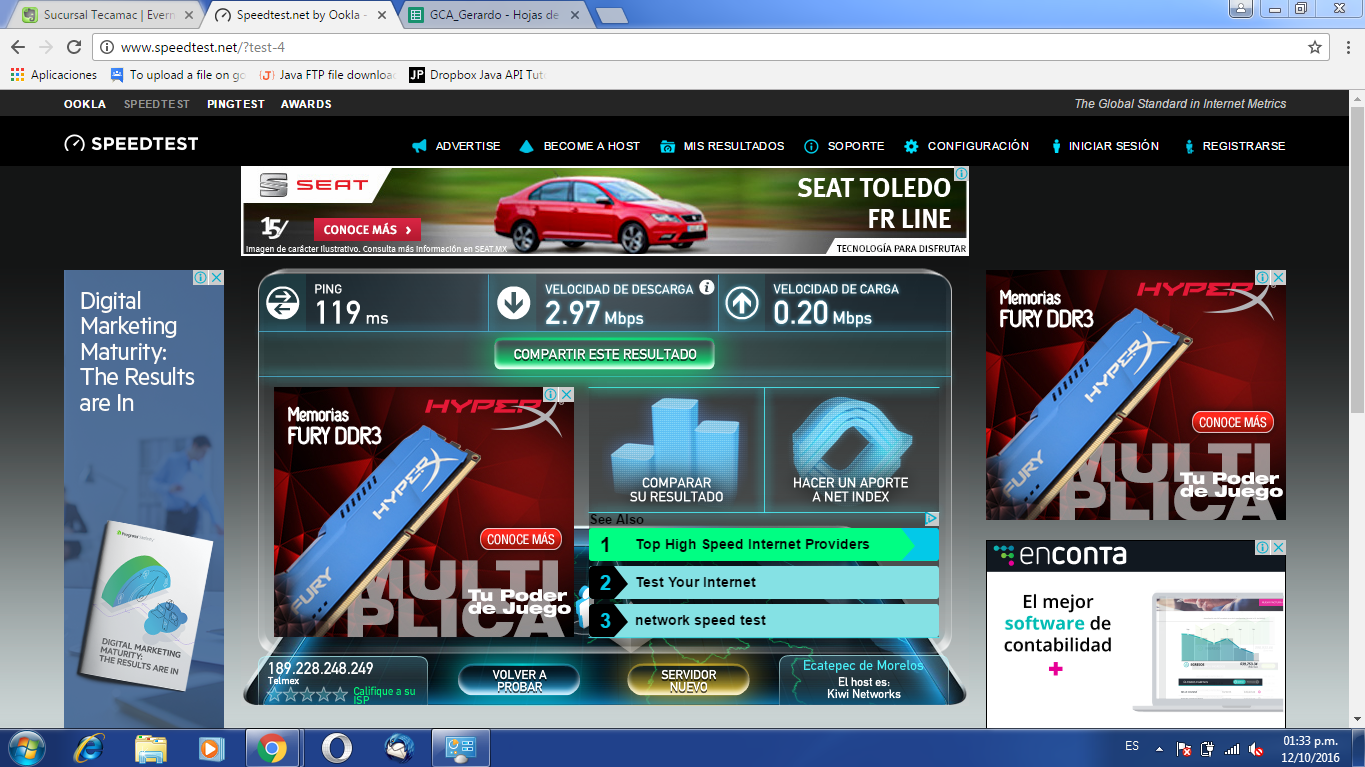 Sucursal Tecamac | Evern
Speedtest.net by Ookla -
GCA_Gerardo - Hojas de
www.speedtest.net/?test-4
Aplicaciones
To upload a file on go
Java FTP file download
JP Dropbox Java API Tut
OOKLA SPEEDTEST PINGTEST AWARDS
The Global Standard in Internet Metrics
SPEEDTEST
ADVERTISE BECOME A HOST MIS RESULTADOS SOPORTE CONFIGURACIÓN INICIAR SESIÓN REGISTRARSE
SEAT
SEAT TOLEDO
FR LINE
CONOCE MÁS
Imagen de carácter ilustrativo. Consulta más información en SEAT.MX
TECNOLOGÍA PARA DISFRUTAR
Digital
Marketing
Maturity:
The Results
are In
DIGITAL MARKETING
MATURITY:
THE RESULTS ARE IN
PING
119 ms
VELOCIDAD DE DESCARGA
2.97 Mbps
VELOCIDAD DE CARGA
0.20 Mbps
COMPARTIR ESTE RESULTADO
Memorias
FURY DDR3
HYPERX
HYPERX
FURY
CONOCE MÁS
MULTI
PLICA
Tu Poder
de Juego
COMPARAR
SU RESULTADO
HACER UN APORTE
A NET INDEX
See Also
1 Top High Speed Internet Providers
2 Test Your Internet
3 network speed test
189.228.248.249
Telmex
Califique a su
ISP
VOLVER A
PROBAR
SERVIDOR
NUEVO
Ecatepec de Morelos
El host es:
Kiwi Networks
Memorias
FURY DDR3
HYPERX
HYPERX
FURY
CONOCE MÁS
MULTI
PLICA
Tu Poder
de Juego
enconta
El mejor
software de
contabilidad
+
ES
01:33 p.m.
12/10/2016